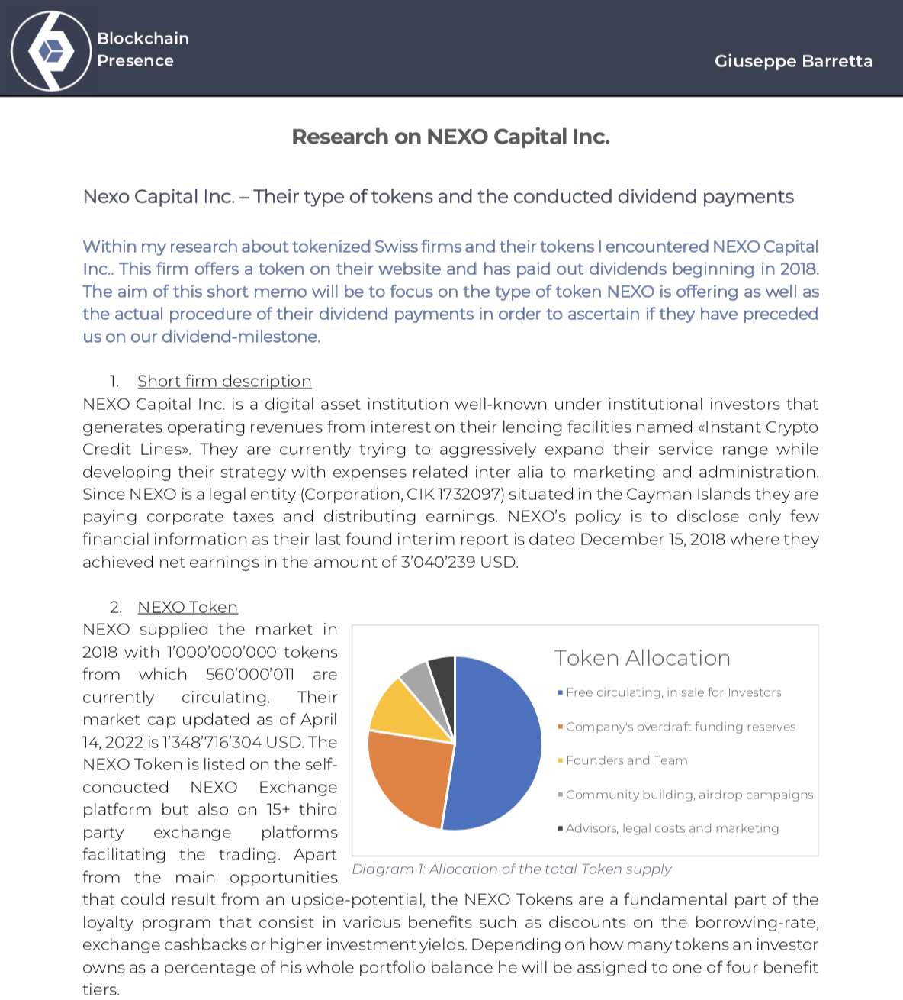 Blockchain
Presence
Giuseppe Barretta
Research on NEXO Capital Inc.
Nexo Capital Inc. – Their type of tokens and the conducted dividend payments
Within my research about tokenized Swiss firms and their tokens I encountered NEXO Capital
Inc.. This firm offers a token on their website and has paid out dividends beginning in 2018.
The aim of this short memo will be to focus on the type of token NEXO is offering as well as
the actual procedure of their dividend payments in order to ascertain if they have preceded
us on our dividend-milestone.
1. Short firm description
NEXO Capital Inc. is a digital asset institution well-known under institutional investors that
generates operating revenues from interest on their lending facilities named «Instant Crypto
Credit Lines». They are currently trying to aggressively expand their service range while
developing their strategy with expenses related inter alia to marketing and administration.
Since NEXO is a legal entity (Corporation, CIK 1732097) situated in the Cayman Islands they are
paying corporate taxes and distributing earnings. NEXO’s policy is to disclose only few
financial information as their last found interim report is dated December 15, 2018 where they
achieved net earnings in the amount of 3’040’239 USD.
2. NEXO Token
NEXO supplied the market in
2018 with 1’000’000’000 tokens
from which 560’000’011 are
currently circulating. Their
market cap updated as of April
14, 2022 is 1’348’716’304 USD. The
NEXO Token is listed on the self-
conducted NEXO Exchange
platform but also on 15+ third
party exchange platforms
facilitating the trading. Apart
from the main opportunities
Token Allocation
Free circulating, in sale for Investors
Company's overdraft funding reserves
Founders and Team
Community building, airdrop campaigns
Advisors, legal costs and marketing
Diagram 1: Allocation of the total Token supply
that could result from an upside-potential, the NEXO Tokens are a fundamental part of the
loyalty program that consist in various benefits such as discounts on the borrowing-rate,
exchange cashbacks or higher investment yields. Depending on how many tokens an investor
owns as a percentage of his whole portfolio balance he will be assigned to one of four benefit
tiers.